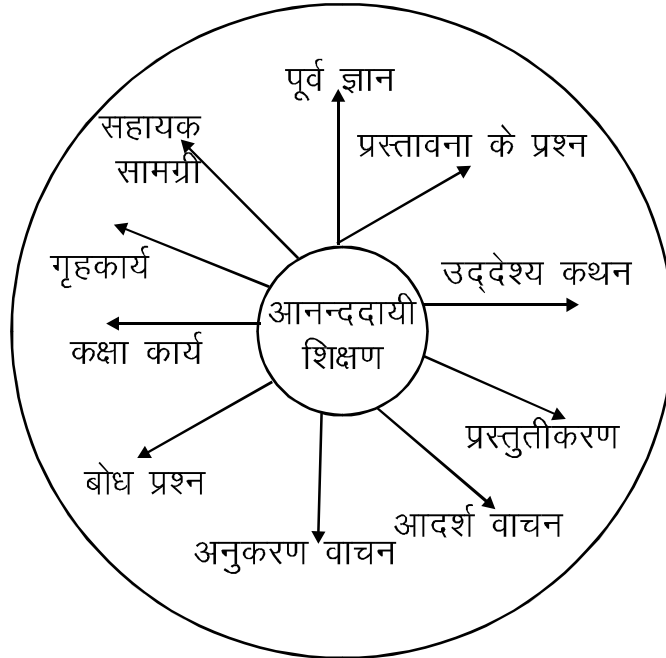 पूर्व ज्ञान
प्रस्तावना के प्रश्न
सहायक
सामग्री
गृहकार्य
उद्देश्य कथन
आनन्ददायी
शिक्षण
कक्षा कार्य
प्रस्तुतीकरण
बोध प्रश्न
आदर्श वाचन
अनुकरण वाचन